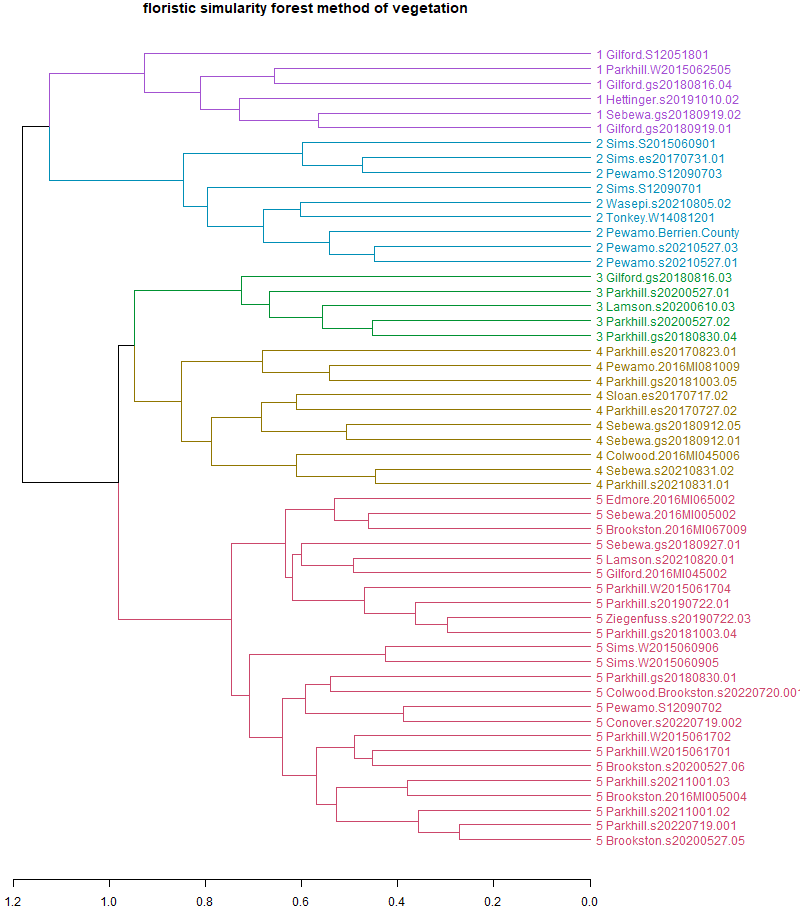 floristic simularity forest method of vegetation
1 Gilford.S12051801
1 Parkhill.W2015062505
1 Gilford.gs20180816.04
1 Hettinger.s20191010.02
1 Sebewa.gs20180919.02
1 Gilford.gs20180919.01
2 Sims.S2015060901
2 Sims.es20170731.01
2 Pewamo.S12090703
2 Sims.S12090701
2 Wasepi.s20210805.02
2 Tonkey.W14081201
2 Pewamo.Berrien.County
2 Pewamo.s20210527.03
2 Pewamo.s20210527.01
3 Gilford.gs20180816.03
3 Parkhill.s20200527.01
3 Lamson.s20200610.03
3 Parkhill.s20200527.02
3 Parkhill.gs20180830.04
4 Parkhill.es20170823.01
4 Pewamo.2016MI081009
4 Parkhill.gs20181003.05
4 Sloan.es20170717.02
4 Parkhill.es20170727.02
4 Sebewa.gs20180912.05
4 Sebewa.gs20180912.01
4 Colwood.2016MI045006
4 Sebewa.s20210831.02
4 Parkhill.s20210831.01
5 Edmore.2016MI065002
5 Sebewa.2016MI005002
5 Brookston.2016MI067009
5 Sebewa.gs20180927.01
5 Lamson.s20210820.01
5 Gilford.2016MI045002
5 Parkhill.W2015061704
5 Parkhill.s20190722.01
5 Ziegenfuss.s20190722.03
5 Parkhill.gs20181003.04
5 Sims.W2015060906
5 Sims.W2015060905
5 Parkhill.gs20180830.01
5 Colwood.Brookston.s20220720.001
5 Pewamo.S12090702
5 Conover.s20220719.002
5 Parkhill.W2015061702
5 Parkhill.W2015061701
5 Brookston.s20200527.06
5 Parkhill.s20211001.03
5 Brookston.2016MI005004
5 Parkhill.s20211001.02
5 Parkhill.s20220719.001
5 Brookston.s20200527.05
1.2 1.0 0.8 0.6 0.4 0.2 0.0